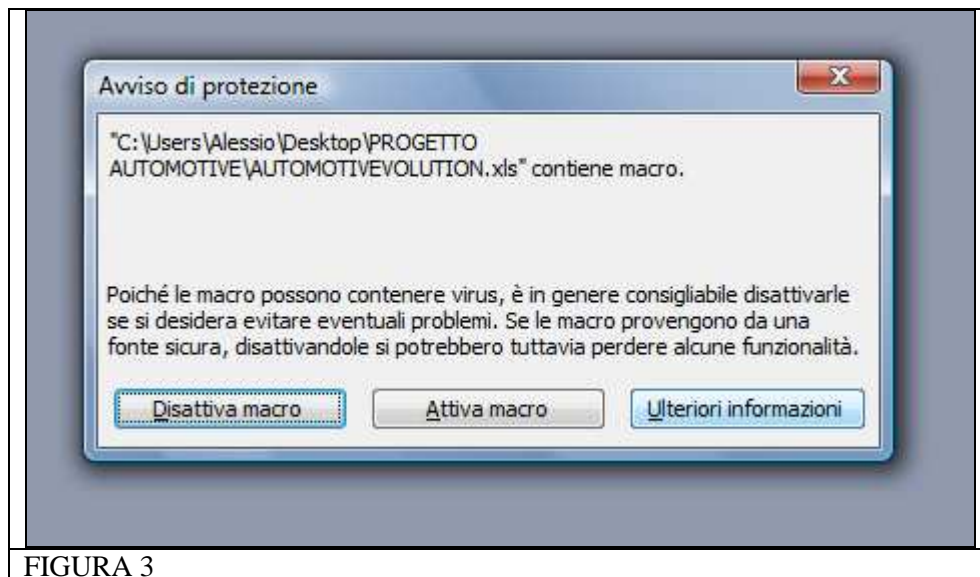 Avviso di protezione
"C:\Users\Alessio\Desktop\PROGETTO
AUTOMOTIVE\AUTOMOTIVEVOLUTION.xls" contiene macro.
Poiché le macro possono contenere virus, è in genere consigliabile disattivarle
se si desidera evitare eventuali problemi. Se le macro provengono da una
fonte sicura, disattivandole si potrebbero tuttavia perdere alcune funzionalità.
Disattiva macro Attiva macro Ulteriori informazioni
FIGURA 3